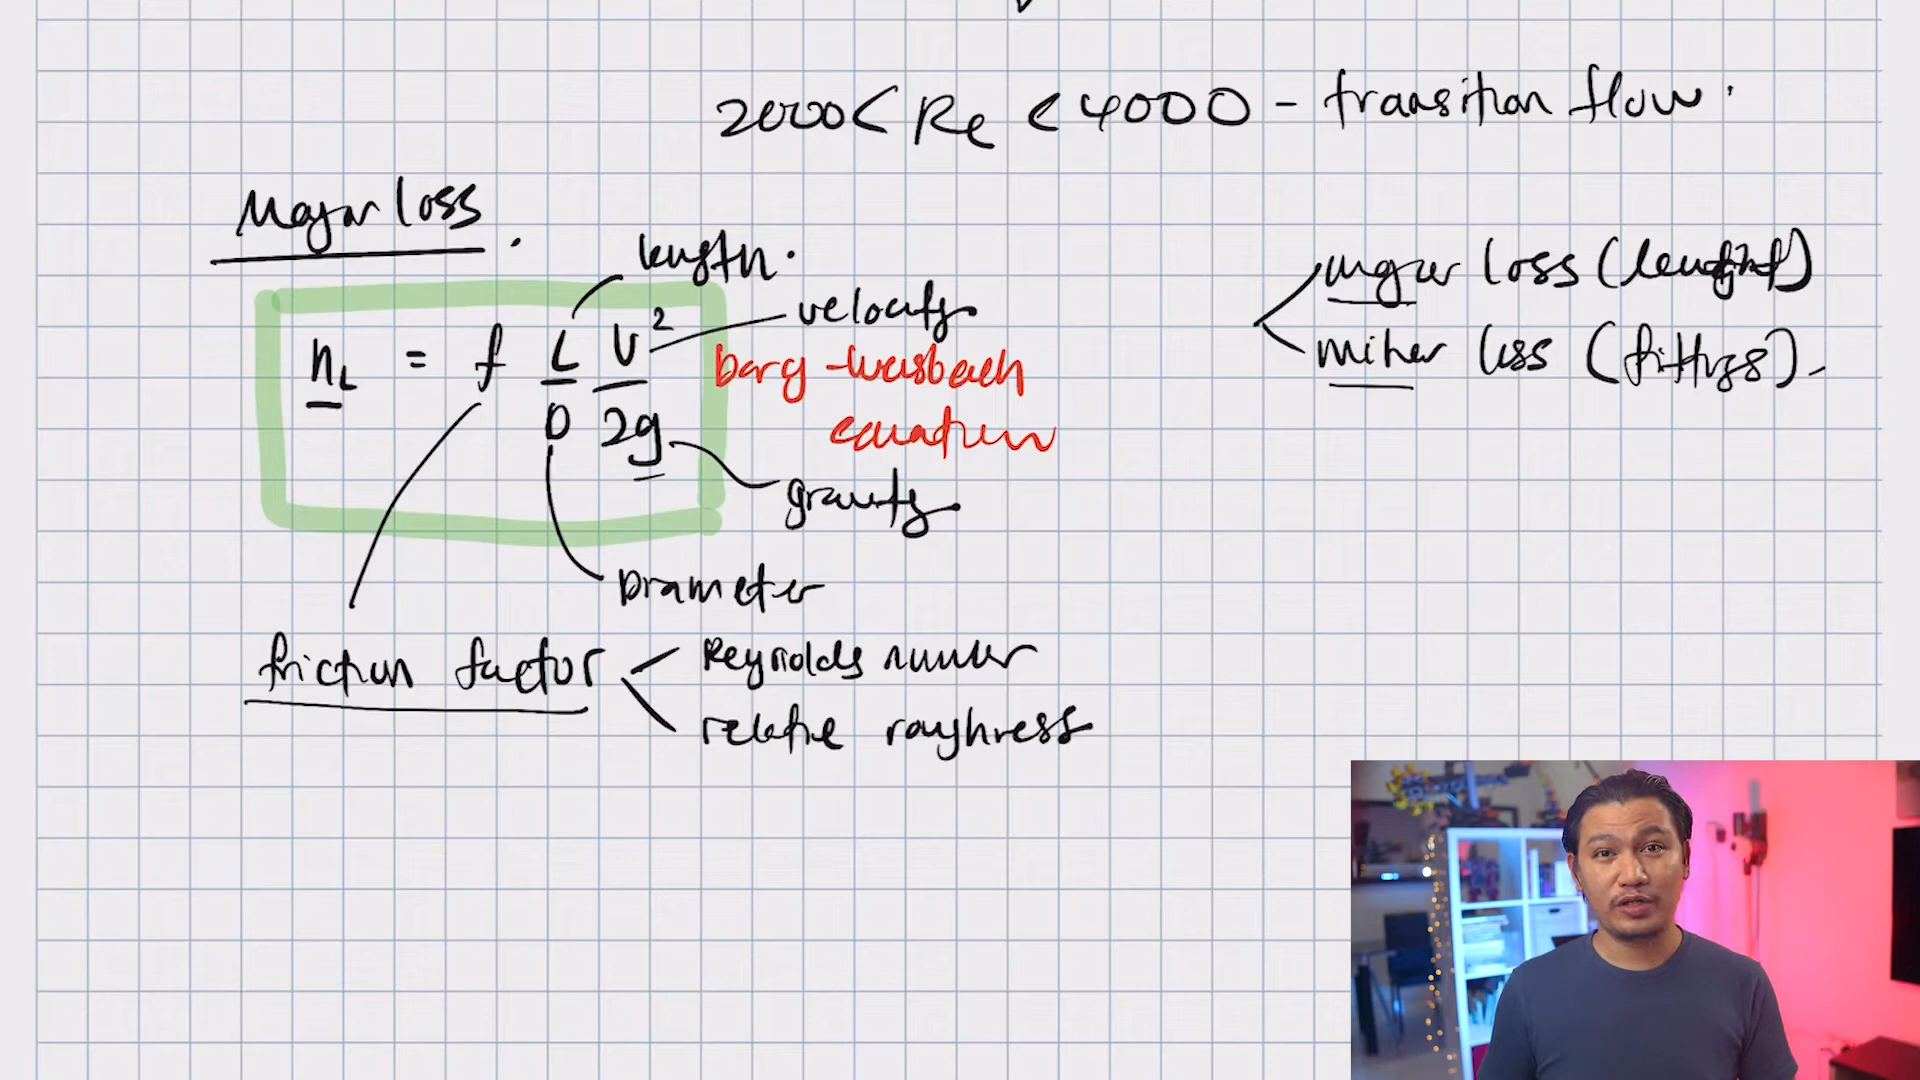 2000 < Re < 4000 - transition flow.
Major loss.
length.
velocity
hL = f L/D V²/2g
Darcy-Weisbach
equation
gravity
Diameter
friction factor
Reynolds number
relative roughness
major loss (length)
minor loss (fittings).